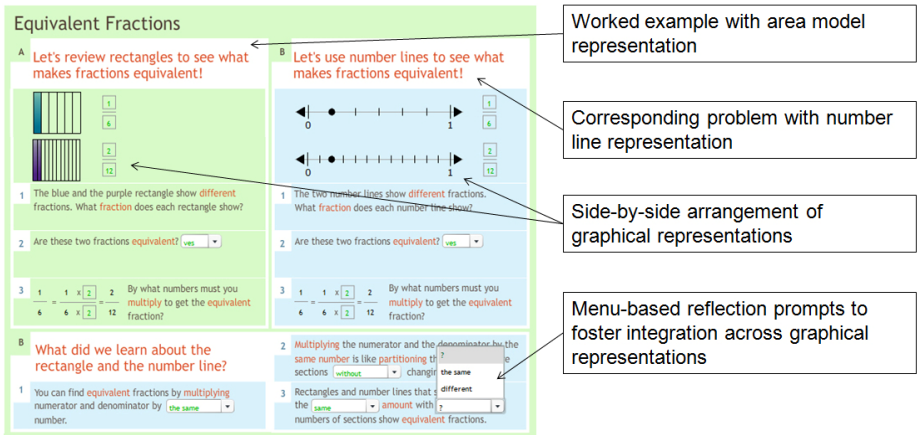 Equivalent Fractions
A
Let's review rectangles to see what
makes fractions equivalent!
1
6
2
12
1 The blue and the purple rectangle show different
fractions. What fraction does each rectangle show?
2 Are these two fractions equivalent? yes
3 1 = 1 x 2 = 2
6 6 x 2 12
By what numbers must you
multiply to get the equivalent
fraction?
B
Let's use number lines to see what
makes fractions equivalent!
0 1
1
6
0 1
2
12
1 The two number lines show different fractions.
What fraction does each number line show?
2 Are these two fractions equivalent? yes
3 1 = 1 x 2 = 2
6 6 x 2 12
By what numbers must you
multiply to get the equivalent
fraction?
B
What did we learn about the
rectangle and the number line?
1 You can find equivalent fractions by multiplying
numerator and denominator by the same
number.
2 Multiplying the numerator and the denominator by the
same number is like partitioning
sections without
3 Rectangles and number lines that
the same amount with ?
numbers of sections show equivalent fractions.
?
the same
different
Worked example with area model
representation
Corresponding problem with number
line representation
Side-by-side arrangement of
graphical representations
Menu-based reflection prompts to
foster integration across graphical
representations